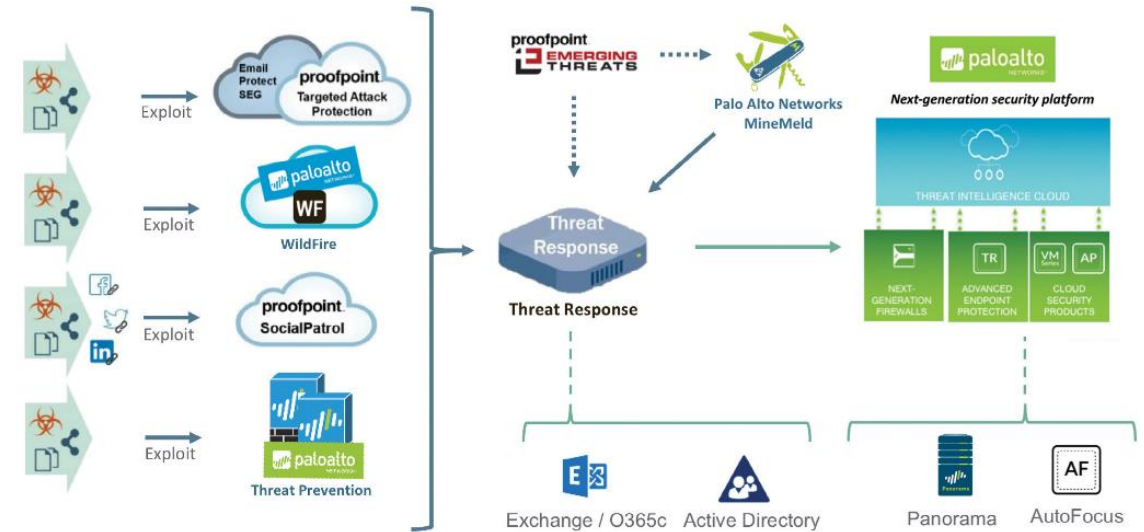 Exploit
Email
Protect
SEG
proofpoint
Targeted Attack
Protection
Exploit
paloalto
NETWORKS
WF
WildFire
f
in
Exploit
proofpoint
SocialPatrol
Exploit
paloalto
NETWORKS
Threat Prevention
proofpoint
EMERGING
THREATS
Palo Alto Networks
MineMeld
Threat
Response
Threat Response
paloalto
NETWORKS
Next-generation security platform
THREAT INTELLIGENCE CLOUD
NEXT-
GENERATION
FIREWALLS
TR
ADVANCED
ENDPOINT
PROTECTION
VM
Series
AP
CLOUD
SECURITY
PRODUCTS
E
Exchange / O365c
Active Directory
Panorama
Panorama
AF
AutoFocus